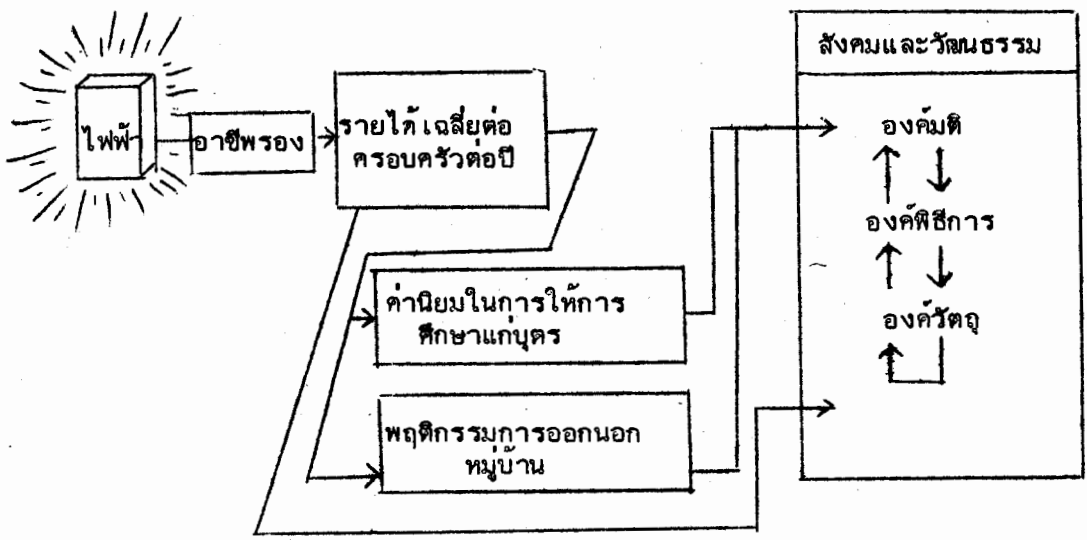 ไฟฟ้า
อาชีพรอง
รายได้เฉลี่ยต่อ
ครอบครัวต่อปี
ค่านิยมในการให้การ
ศึกษาแก่บุตร
พฤติกรรมการออกนอก
หมู่บ้าน
สังคมและวัฒนธรรม
องค์มติ
องค์พิธีการ
องค์วัตถุ